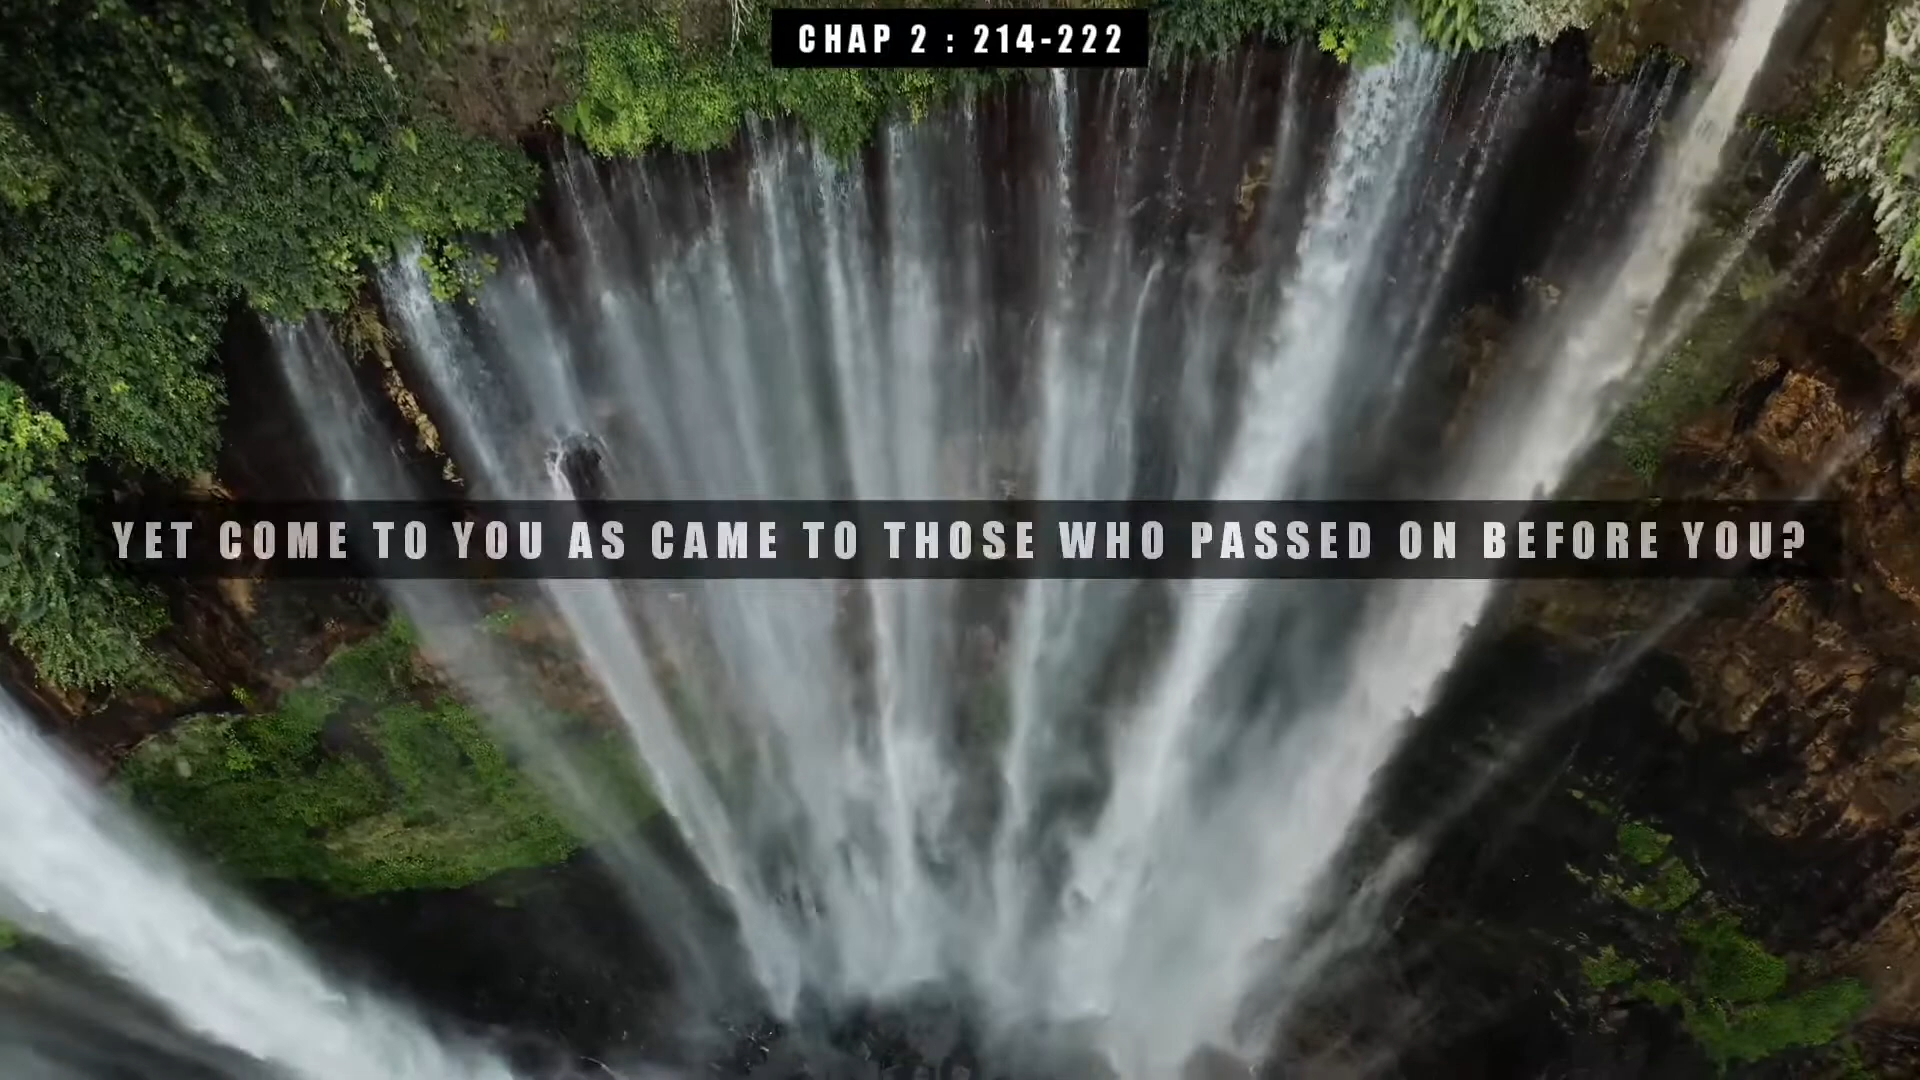 CHAP 2 : 214-222
YET COME TO YOU AS CAME TO THOSE WHO PASSED ON BEFORE YOU?